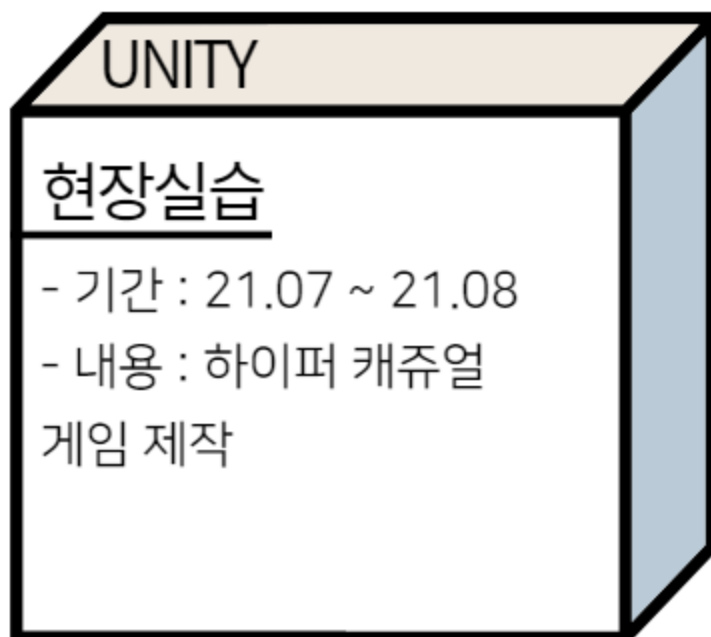 UNITY
현장실습
- 기간 : 21.07 ~ 21.08
- 내용 : 하이퍼 캐쥬얼
게임 제작